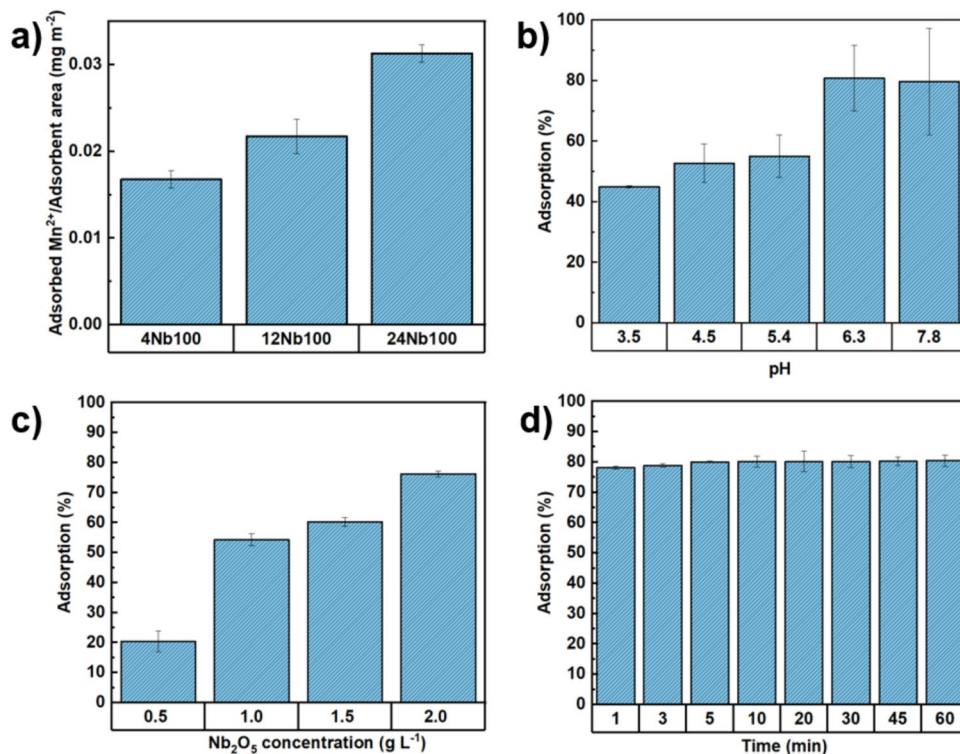 a)
Adsorbed Mn²⁺/Adsorbent area (mg m⁻²)
0.03
0.02
0.01
0.00
4Nb100 12Nb100 24Nb100
b)
Adsorption (%)
100
80
60
40
20
0
3.5 4.5 5.4 6.3 7.8
pH
c)
Adsorption (%)
100
90
80
70
60
50
40
30
20
10
0
0.5 1.0 1.5 2.0
Nb₂O₅ concentration (g L⁻¹)
d)
Adsorption (%)
100
90
80
70
60
50
40
30
20
10
0
1 3 5 10 20 30 45 60
Time (min)